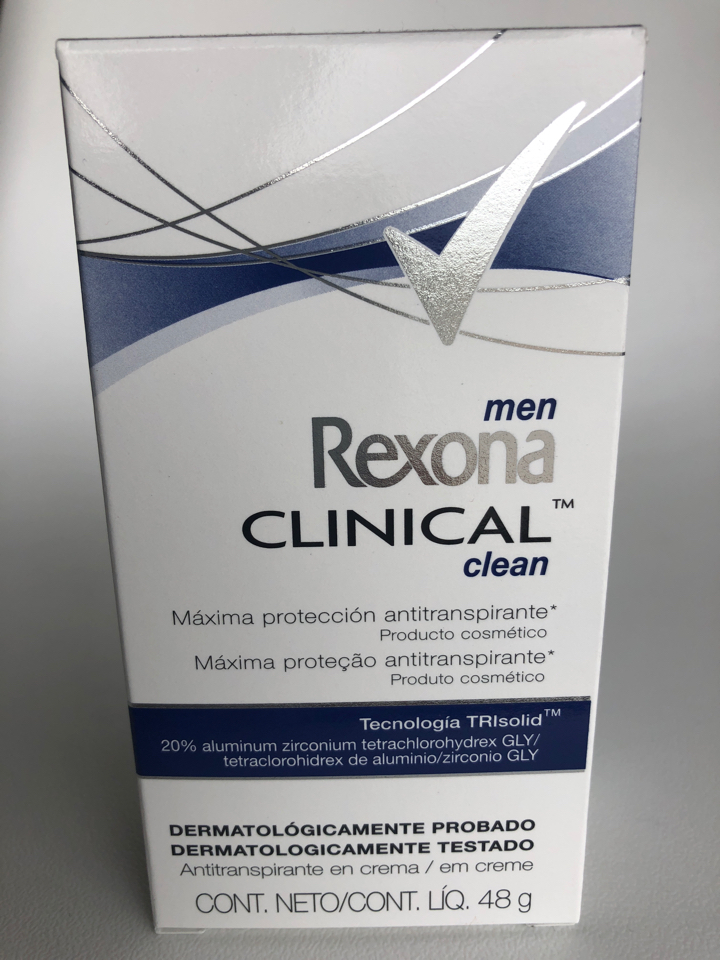 men
Rexona
CLINICAL™
clean
Máxima protección antitranspirante*
Producto cosmético
Máxima proteção antitranspirante*
Produto cosmético
Tecnología TRIsolid™
20% aluminum zirconium tetrachlorohydrex GLY/
tetraclorohidrex de aluminio/zirconio GLY
DERMATOLÓGICAMENTE PROBADO
DERMATOLOGICAMENTE TESTADO
Antitranspirante en crema / em creme
CONT. NETO/CONT. LÍQ. 48 g